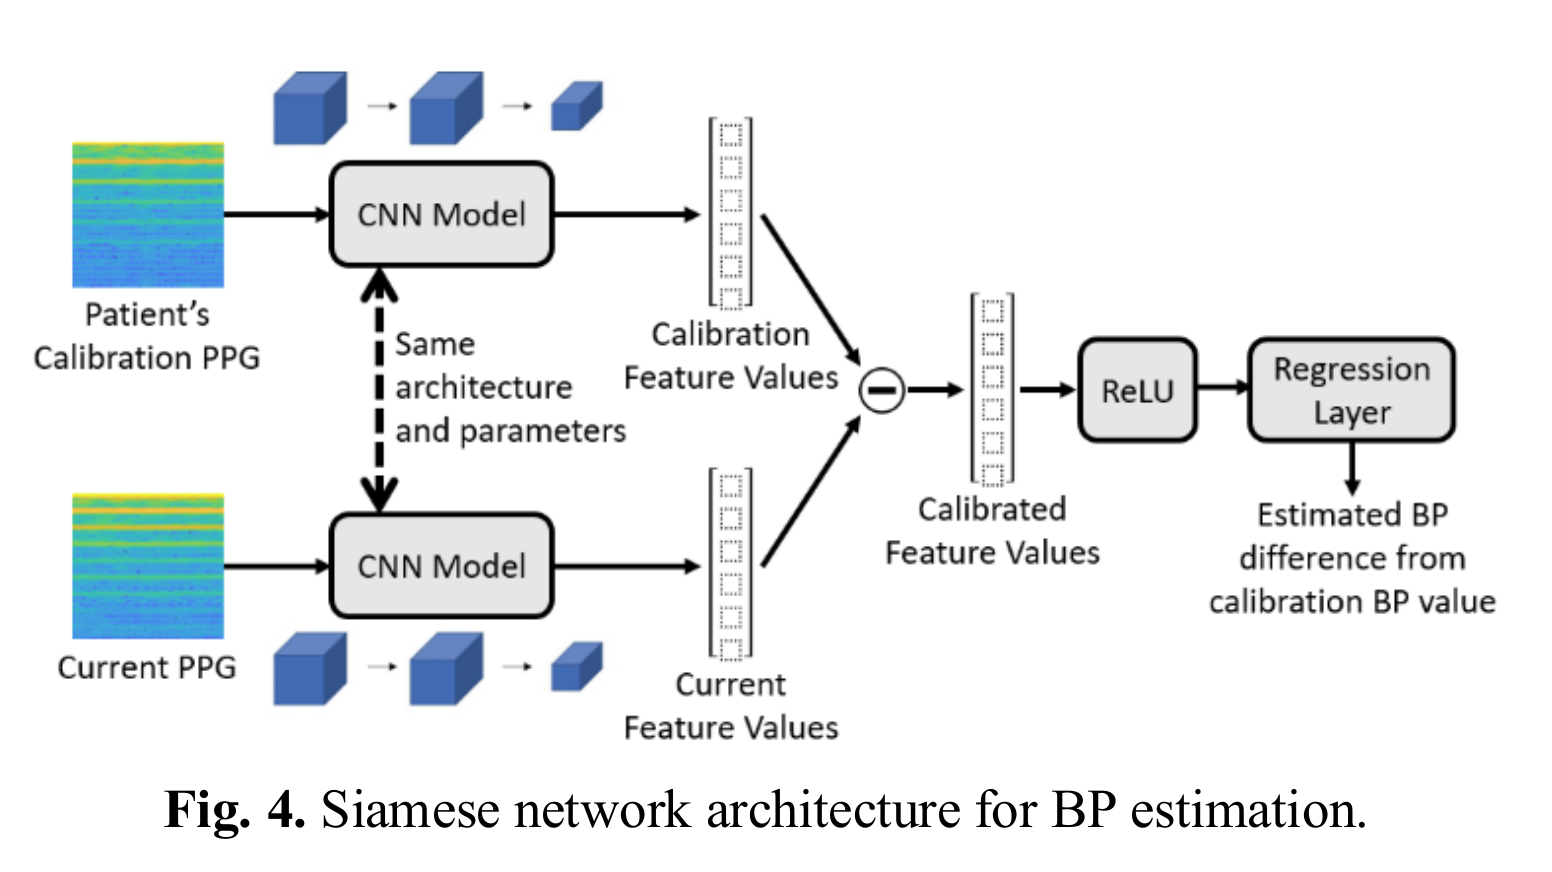 CNN Model
Patient’s
Calibration PPG
Same
architecture
and parameters
Calibration
Feature Values
ReLU
Regression
Layer
Calibrated
Feature Values
Estimated BP
difference from
calibration BP value
CNN Model
Current PPG
Current
Feature Values
Fig. 4. Siamese network architecture for BP estimation.